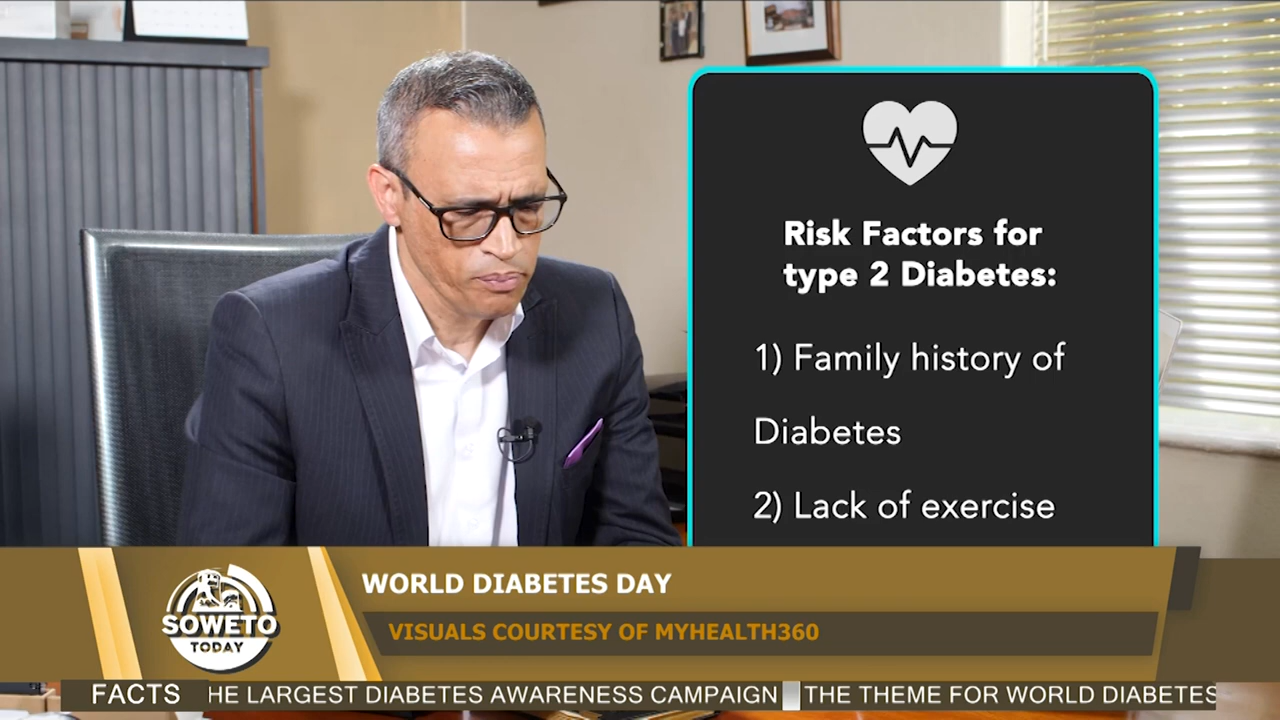 Risk Factors for
type 2 Diabetes:
1) Family history of
Diabetes
2) Lack of exercise
WORLD DIABETES DAY
VISUALS COURTESY OF MYHEALTH360
SOWETO
TODAY
FACTS HE LARGEST DIABETES AWARENESS CAMPAIGN THE THEME FOR WORLD DIABETES